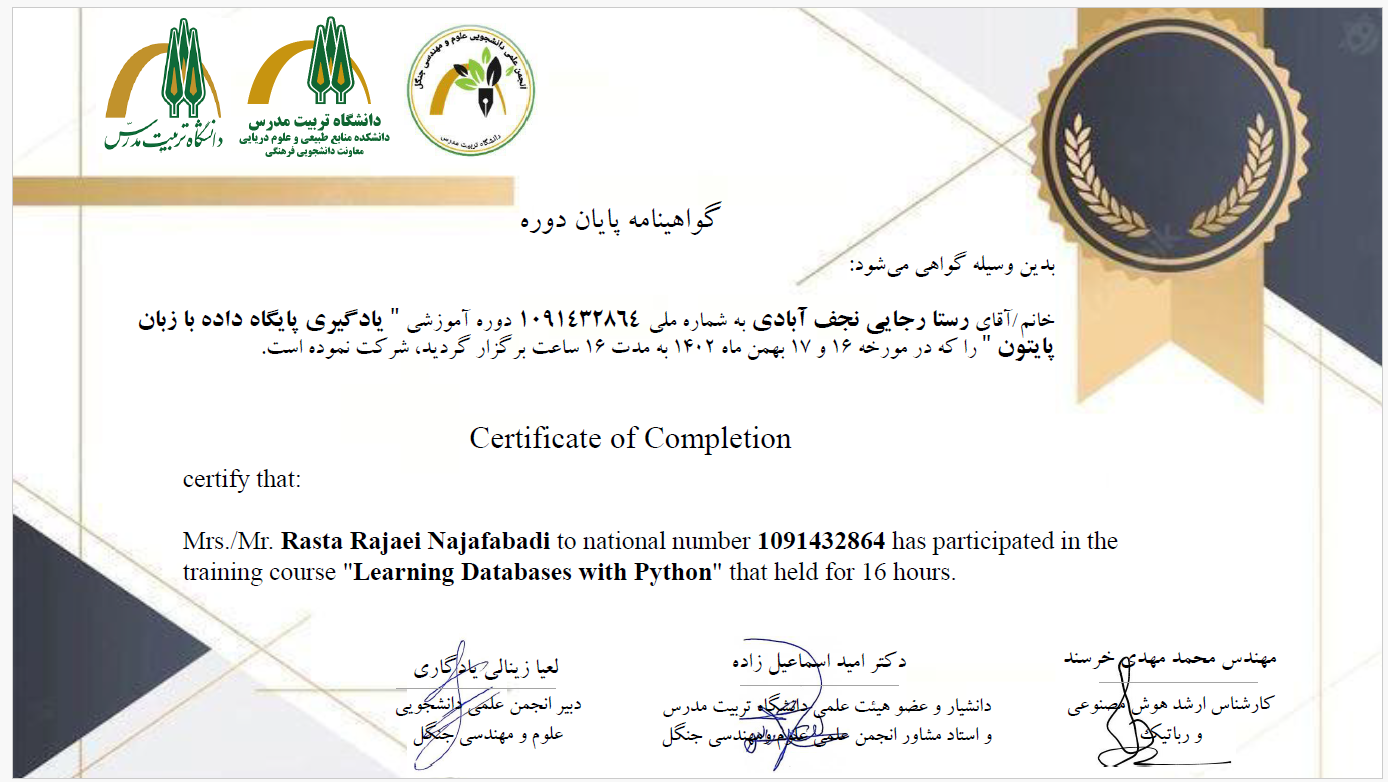 دانشگاه تربیت مدرس
دانشگاه تربیت مدرس
دانشکده منابع طبیعی و علوم دریایی
معاونت دانشجویی فرهنگی
انجمن علمی دانشجویی علوم و مهندسی جنگل
دانشگاه تربیت مدرس
گواهینامه پایان دوره
بدین وسیله گواهی می‌شود:
خانم/آقای رستا رجایی نجف آبادی به شماره ملی ۱۰۹۱۴۳۲۸۶۴ دوره آموزشی " یادگیری پایگاه داده با زبان
پایتون " را که در مورخه ۱۶ و ۱۷ بهمن ماه ۱۴۰۲ به مدت ۱۶ ساعت برگزار گردید، شرکت نموده است.
Certificate of Completion
certify that:
Mrs./Mr. Rasta Rajaei Najafabadi to national number 1091432864 has participated in the
training course "Learning Databases with Python" that held for 16 hours.
مهندس محمد مهدی خرسند
کارشناس ارشد هوش مصنوعی
و رباتیک
دکتر امید اسماعیل زاده
دانشیار و عضو هیئت علمی دانشگاه تربیت مدرس
و استاد مشاور انجمن علمی علوم ومهندسی جنگل
لعیا زینالی یادگاری
دبیر انجمن علمی دانشجویی
علوم و مهندسی جنگل